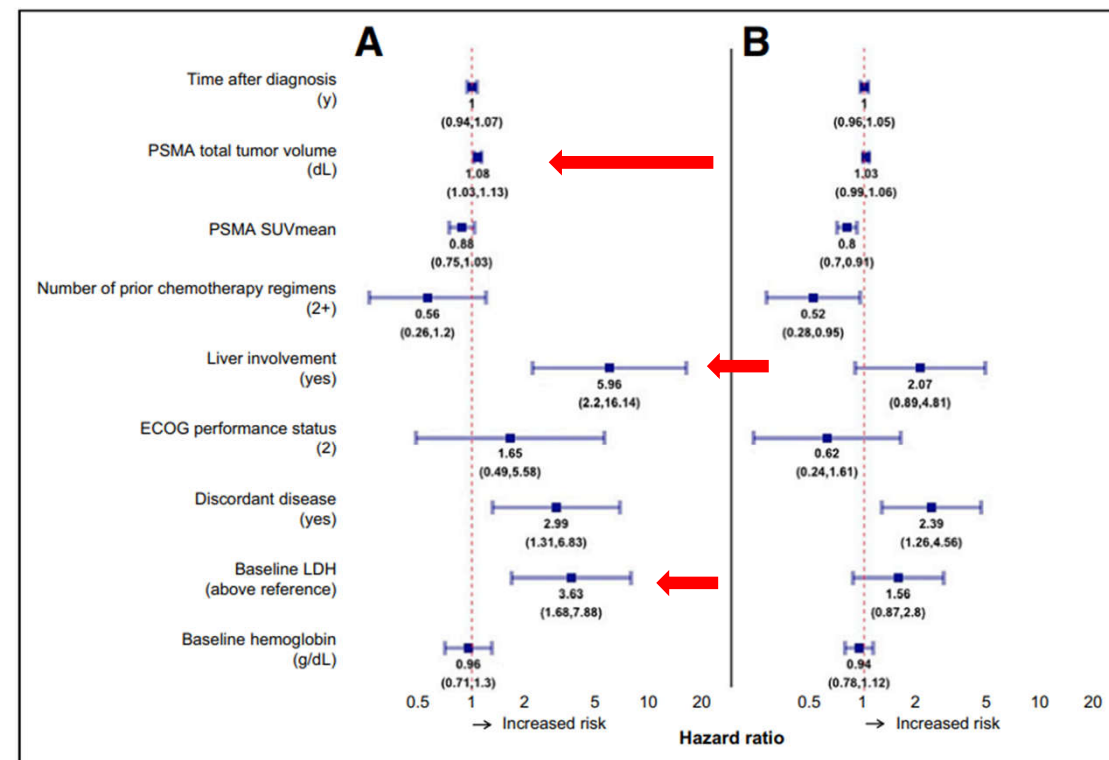 A
B
Time after diagnosis
(y)
1
(0.94,1.07)
1
(0.96,1.05)
PSMA total tumor volume
(dL)
1.08
(1.03,1.13)
1.03
(0.99,1.06)
PSMA SUVmean
0.88
(0.75,1.03)
0.8
(0.7,0.91)
Number of prior chemotherapy regimens
(2+)
0.56
(0.26,1.2)
0.52
(0.28,0.95)
Liver involvement
(yes)
5.96
(2.2,16.14)
2.07
(0.89,4.81)
ECOG performance status
(2)
1.65
(0.49,5.58)
0.62
(0.24,1.61)
Discordant disease
(yes)
2.99
(1.31,6.83)
2.39
(1.26,4.56)
Baseline LDH
(above reference)
3.63
(1.68,7.88)
1.56
(0.87,2.8)
Baseline hemoglobin
(g/dL)
0.96
(0.71,1.3)
0.94
(0.78,1.12)
0.5 1 2 5 10 20
0.5 1 2 5 10 20
→ Increased risk
→ Increased risk
Hazard ratio